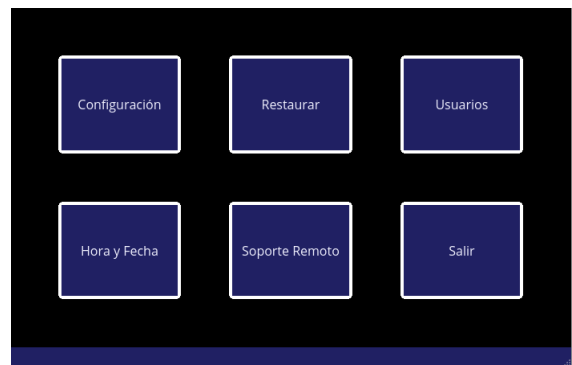 Configuración
Restaurar
Usuarios
Hora y Fecha
Soporte Remoto
Salir